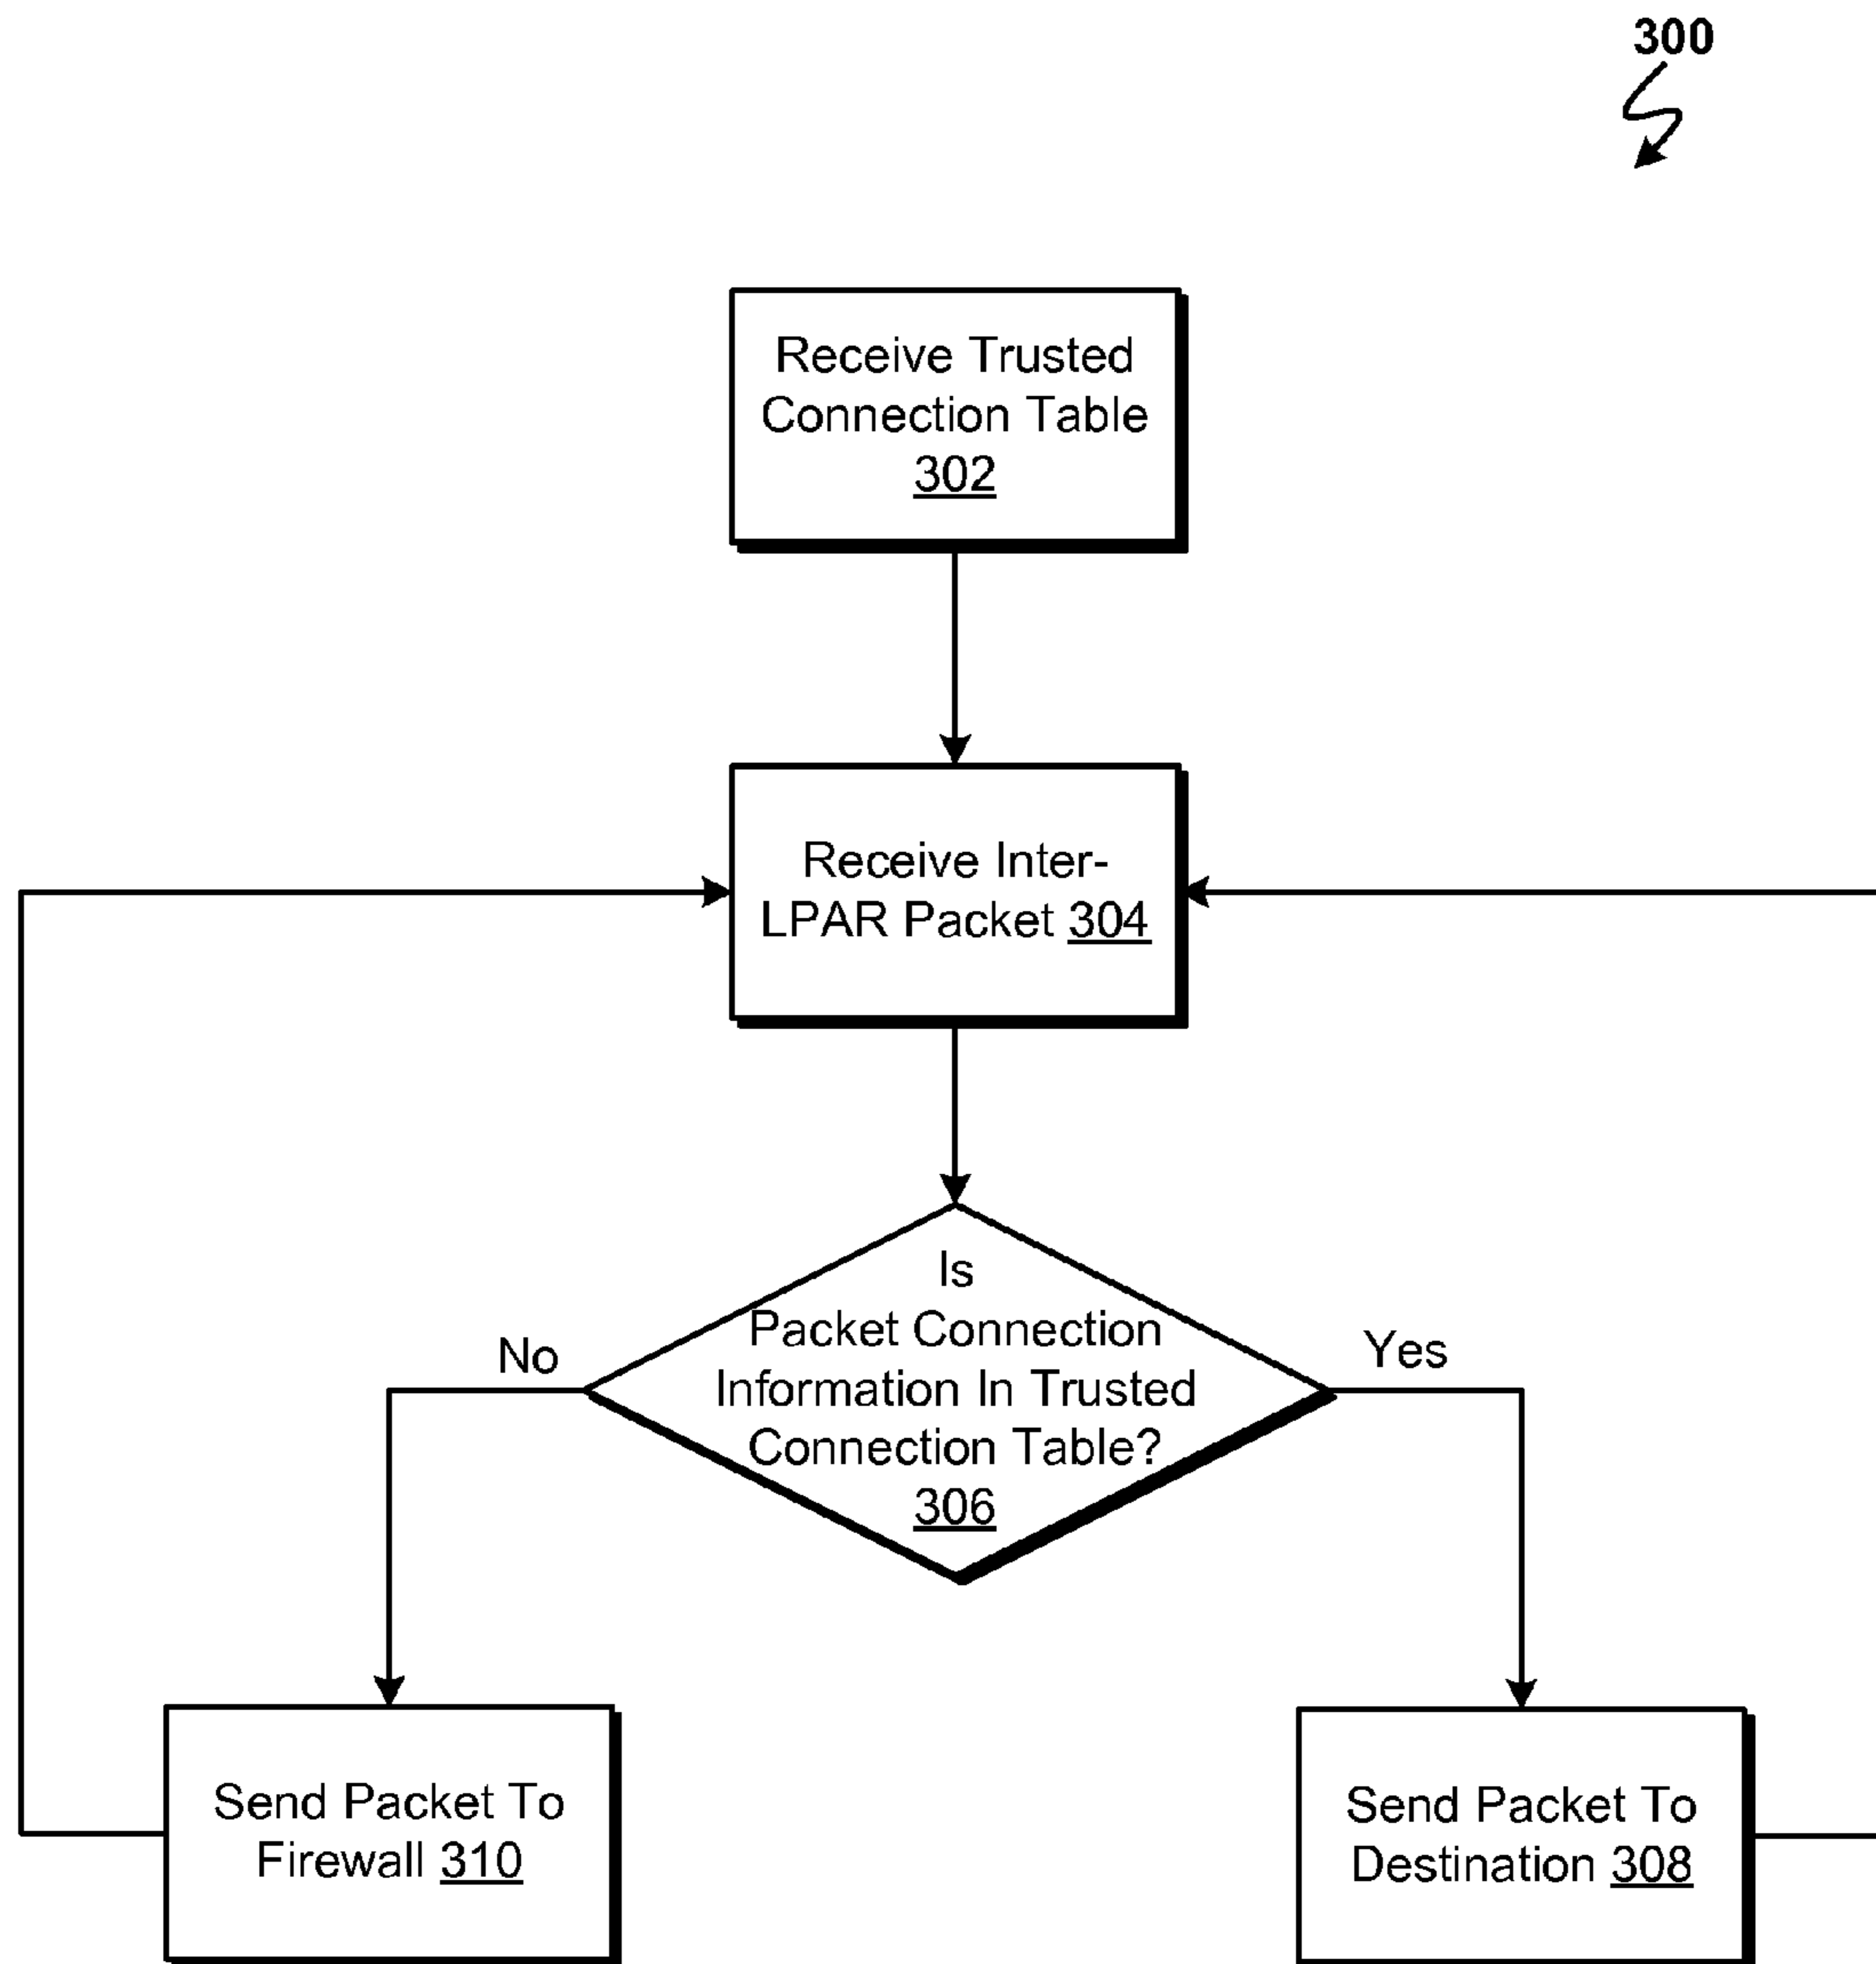 300
Receive Trusted
Connection Table
302
Receive Inter-
LPAR Packet 304
Is
Packet Connection
Information In Trusted
Connection Table?
306
No
Yes
Send Packet To
Firewall 310
Send Packet To
Destination 308